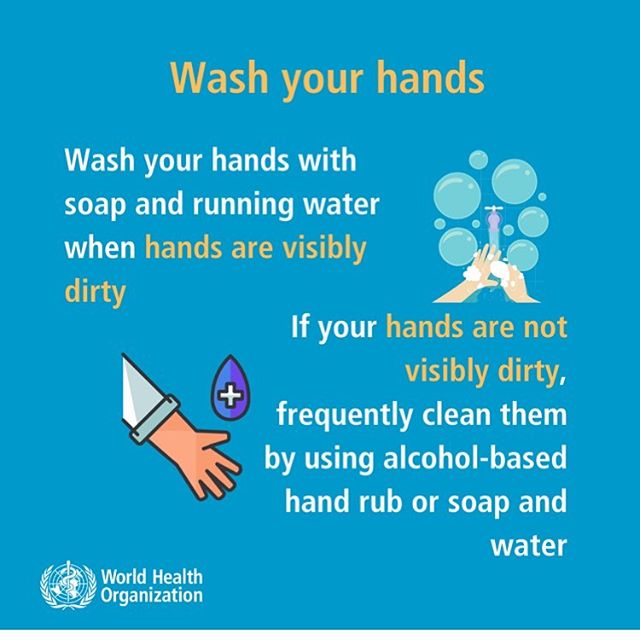 Wash your hands
Wash your hands with
soap and running water
when hands are visibly
dirty
If your hands are not
visibly dirty,
frequently clean them
by using alcohol-based
hand rub or soap and
water
World Health
Organization